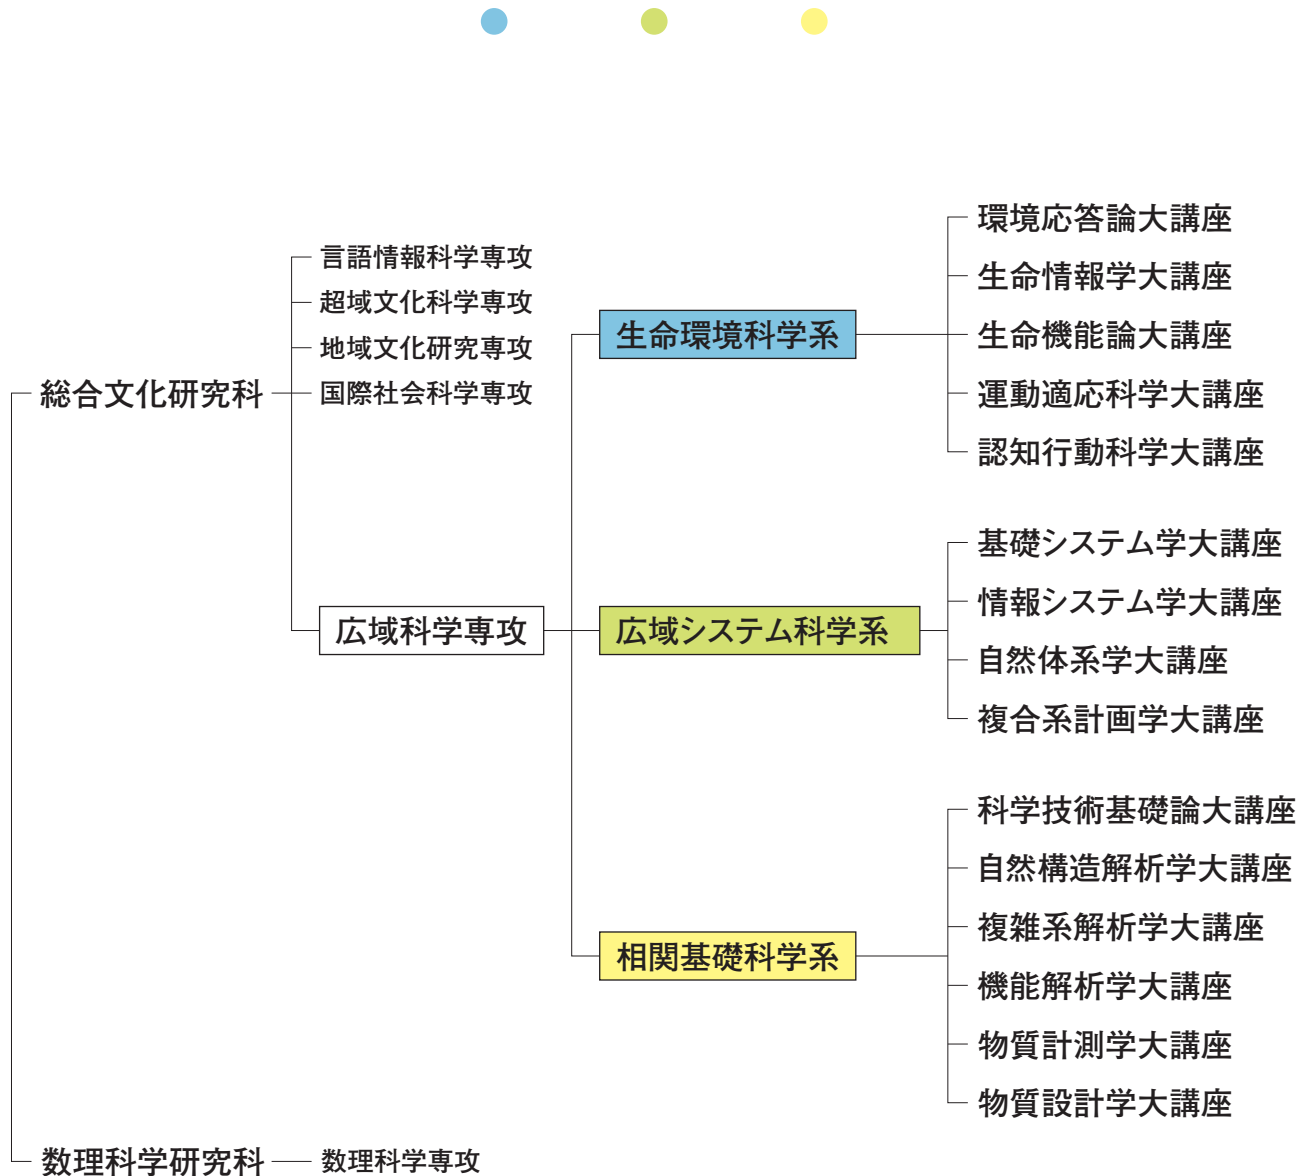 総合文化研究科
言語情報科学専攻
超域文化科学専攻
地域文化研究専攻
国際社会科学専攻
広域科学専攻
生命環境科学系
環境応答論大講座
生命情報学大講座
生命機能論大講座
運動適応科学大講座
認知行動科学大講座
広域システム科学系
基礎システム学大講座
情報システム学大講座
自然体系学大講座
複合系計画学大講座
相関基礎科学系
科学技術基礎論大講座
自然構造解析学大講座
複雑系解析学大講座
機能解析学大講座
物質計測学大講座
物質設計学大講座
数理科学研究科
数理科学専攻